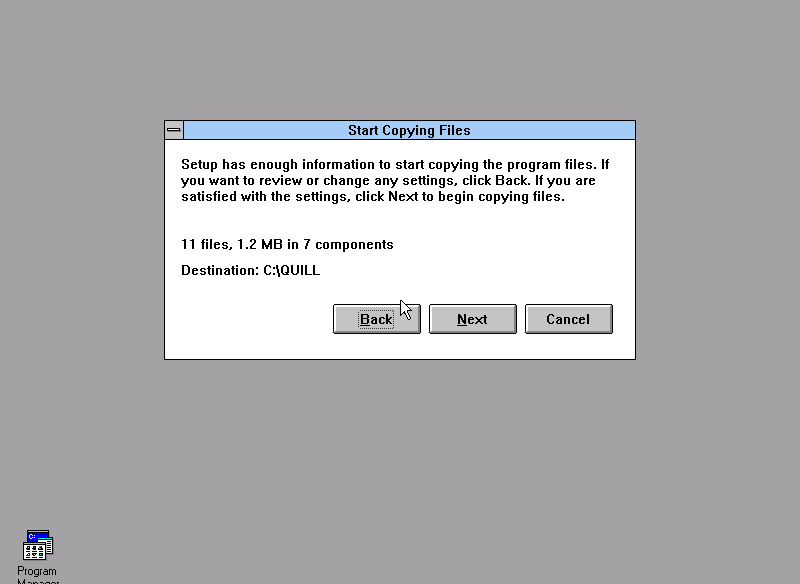 Start Copying Files
Setup has enough information to start copying the program files. If
you want to review or change any settings, click Back. If you are
satisfied with the settings, click Next to begin copying files.
11 files, 1.2 MB in 7 components
Destination: C:\QUILL
Back
Next
Cancel
C:
Program
Manager